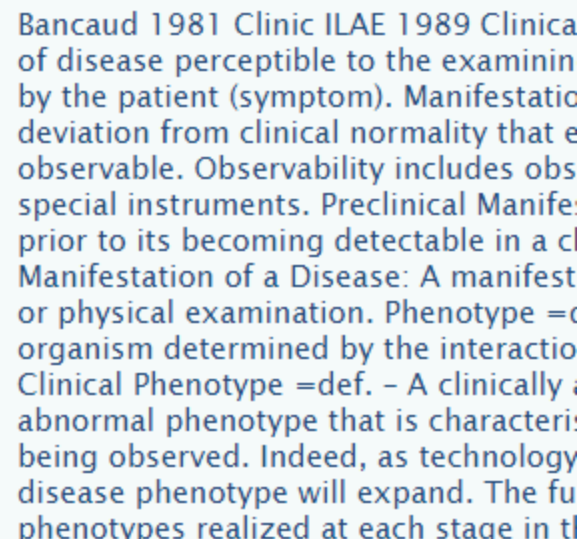 Bancaud 1981 Clinic ILAE 1989 Clinica
of disease perceptible to the examinin
by the patient (symptom). Manifestatio
deviation from clinical normality that e
observable. Observability includes obs
special instruments. Preclinical Manifes
prior to its becoming detectable in a cl
Manifestation of a Disease: A manifest
or physical examination. Phenotype =d
organism determined by the interactio
Clinical Phenotype =def. – A clinically a
abnormal phenotype that is characteris
being observed. Indeed, as technology
disease phenotype will expand. The fu
phenotypes realized at each stage in th